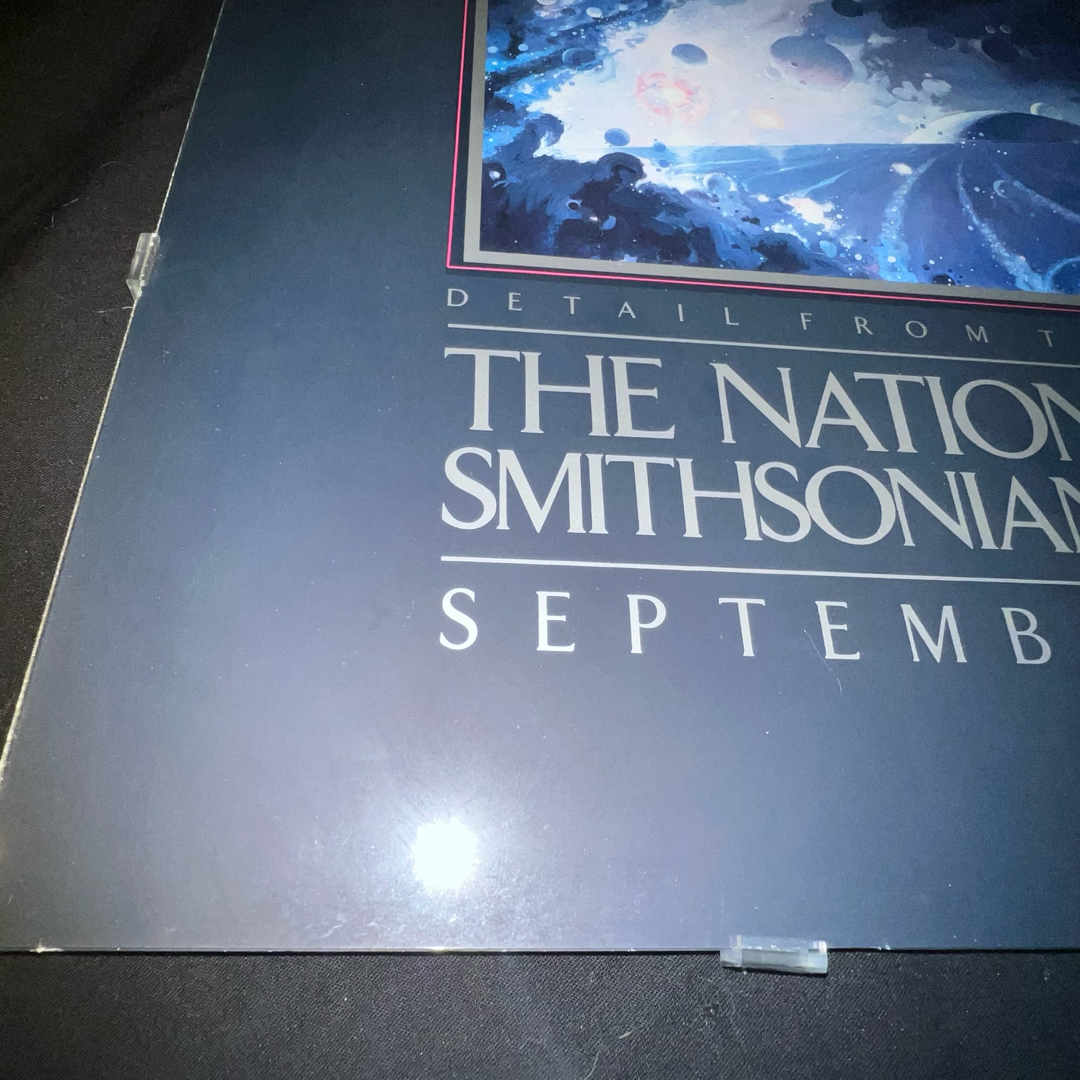 DETAIL FROM T
THE NATION
SMITHSONIAN
SEPTEMB